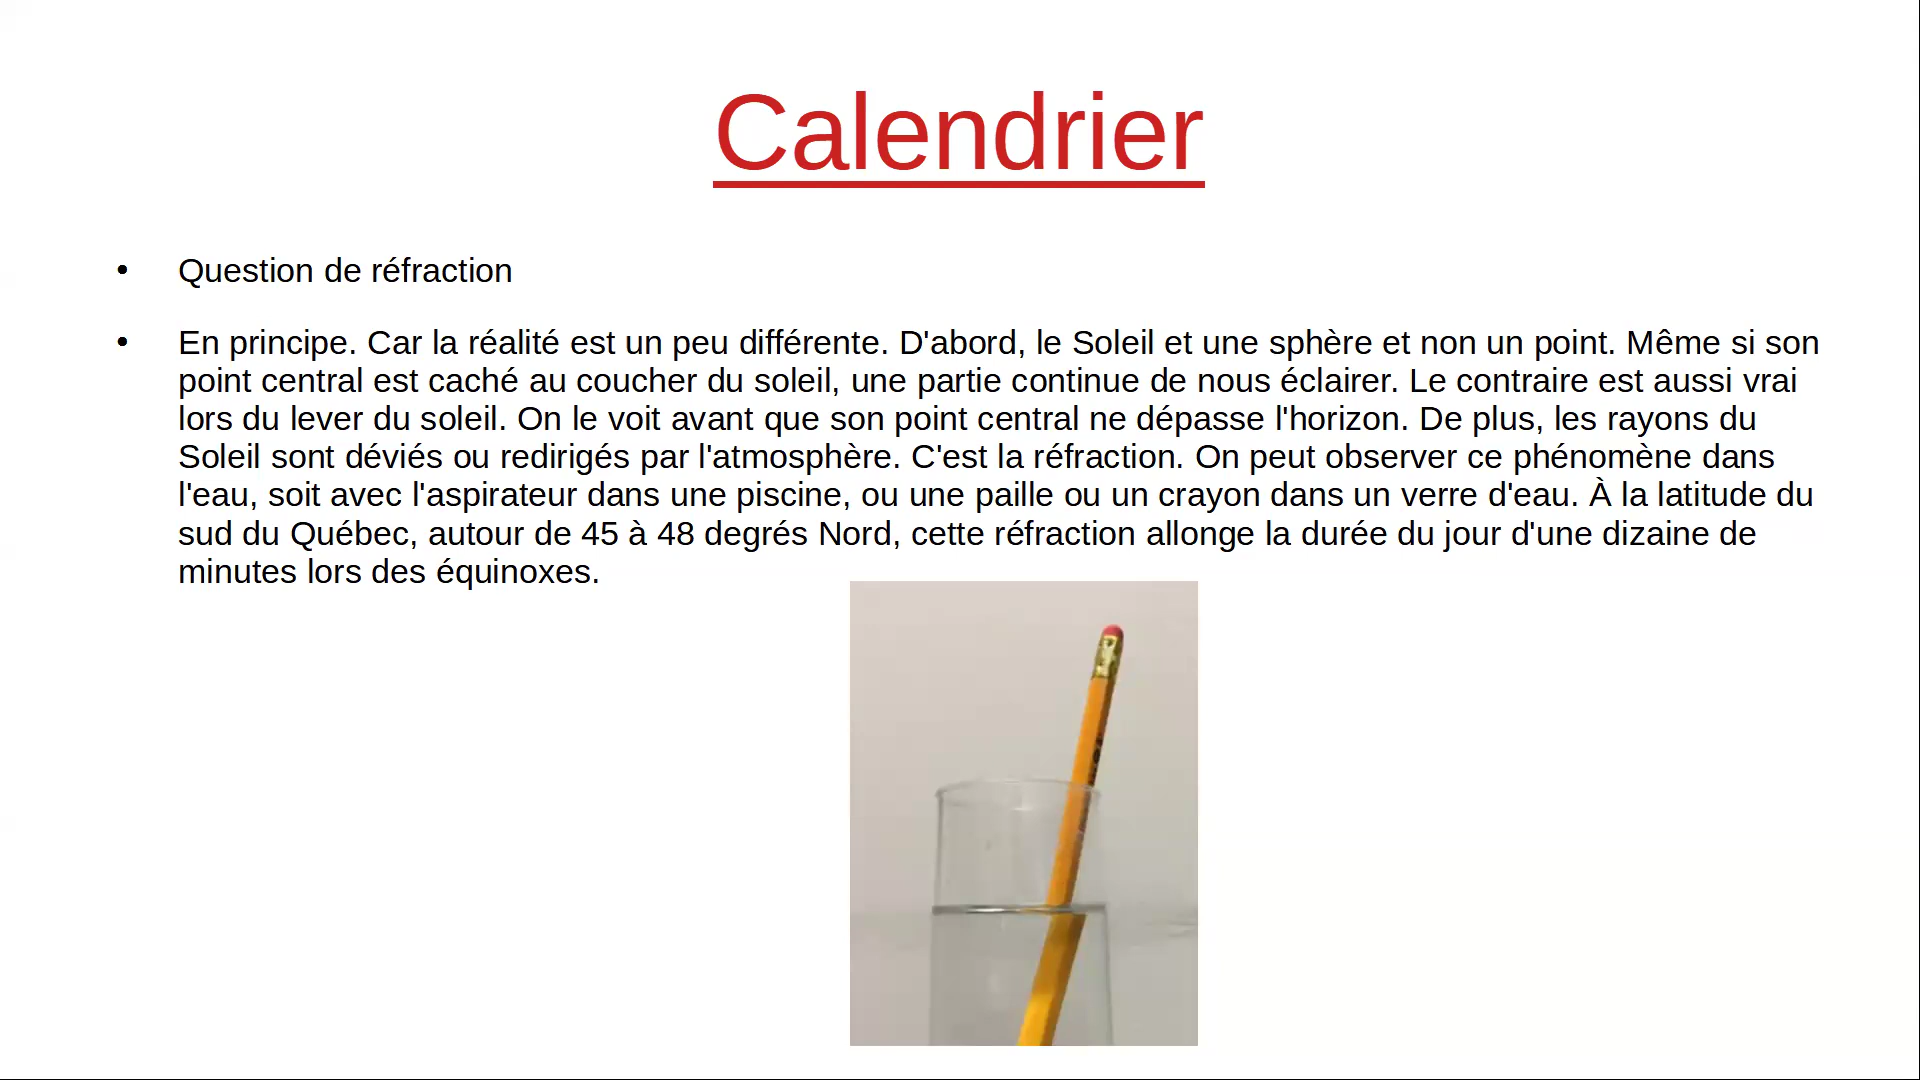 Calendrier
Question de réfraction
En principe. Car la réalité est un peu différente. D'abord, le Soleil et une sphère et non un point. Même si son
point central est caché au coucher du soleil, une partie continue de nous éclairer. Le contraire est aussi vrai
lors du lever du soleil. On le voit avant que son point central ne dépasse l'horizon. De plus, les rayons du
Soleil sont déviés ou redirigés par l'atmosphère. C'est la réfraction. On peut observer ce phénomène dans
l'eau, soit avec l'aspirateur dans une piscine, ou une paille ou un crayon dans un verre d'eau. À la latitude du
sud du Québec, autour de 45 à 48 degrés Nord, cette réfraction allonge la durée du jour d'une dizaine de
minutes lors des équinoxes.